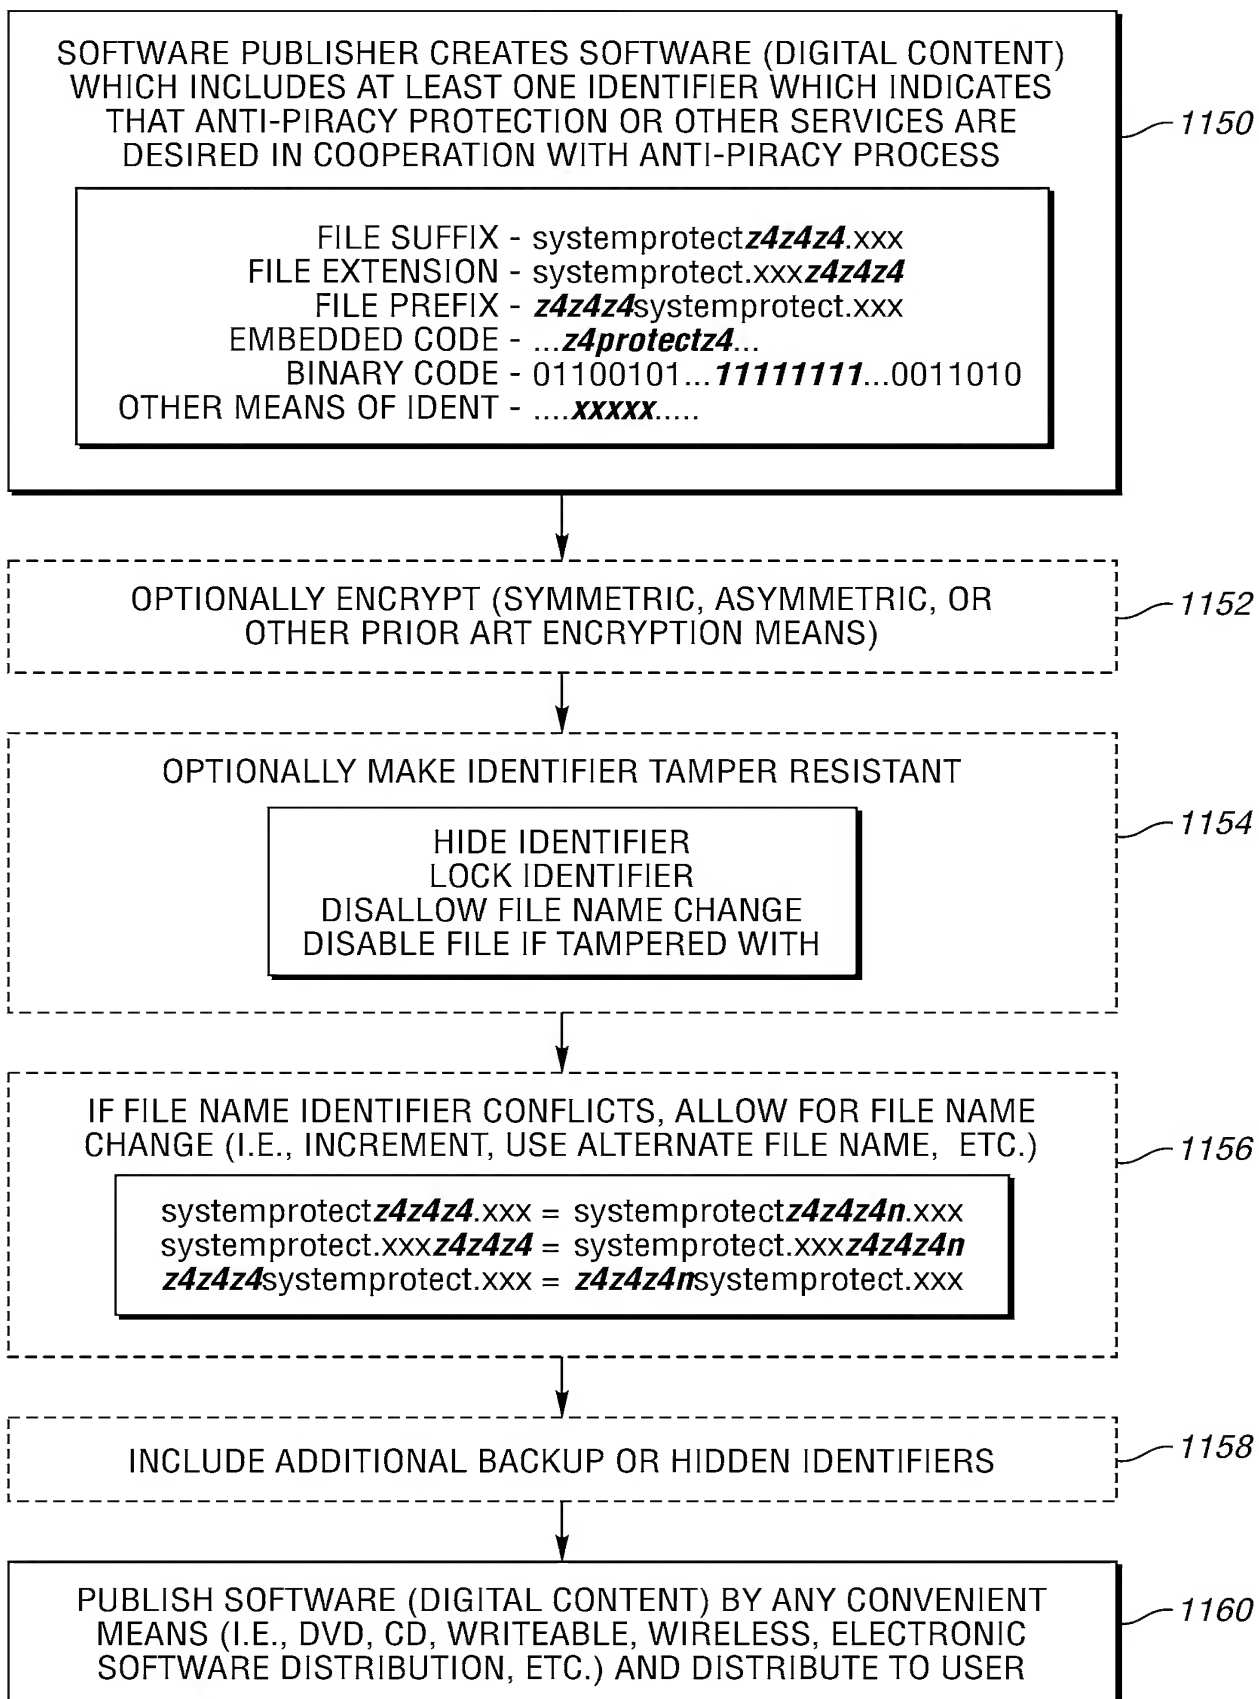 SOFTWARE PUBLISHER CREATES SOFTWARE (DIGITAL CONTENT)
WHICH INCLUDES AT LEAST ONE IDENTIFIER WHICH INDICATES
THAT ANTI-PIRACY PROTECTION OR OTHER SERVICES ARE
DESIRED IN COOPERATION WITH ANTI-PIRACY PROCESS
1150
FILE SUFFIX - systemprotectz4z4z4.xxx
FILE EXTENSION - systemprotect.xxxz4z4z4
FILE PREFIX - z4z4z4systemprotect.xxx
EMBEDDED CODE - ...z4protectz4...
BINARY CODE - 01100101...11111111...0011010
OTHER MEANS OF IDENT - ....xxxxx.....
OPTIONALLY ENCRYPT (SYMMETRIC, ASYMMETRIC, OR
OTHER PRIOR ART ENCRYPTION MEANS)
1152
OPTIONALLY MAKE IDENTIFIER TAMPER RESISTANT
1154
HIDE IDENTIFIER
LOCK IDENTIFIER
DISALLOW FILE NAME CHANGE
DISABLE FILE IF TAMPERED WITH
IF FILE NAME IDENTIFIER CONFLICTS, ALLOW FOR FILE NAME
CHANGE (I.E., INCREMENT, USE ALTERNATE FILE NAME, ETC.)
1156
systemprotectz4z4z4.xxx = systemprotectz4z4z4n.xxx
systemprotect.xxxz4z4z4 = systemprotect.xxxz4z4z4n
z4z4z4systemprotect.xxx = z4z4z4nsystemprotect.xxx
INCLUDE ADDITIONAL BACKUP OR HIDDEN IDENTIFIERS
1158
PUBLISH SOFTWARE (DIGITAL CONTENT) BY ANY CONVENIENT
MEANS (I.E., DVD, CD, WRITEABLE, WIRELESS, ELECTRONIC
SOFTWARE DISTRIBUTION, ETC.) AND DISTRIBUTE TO USER
1160